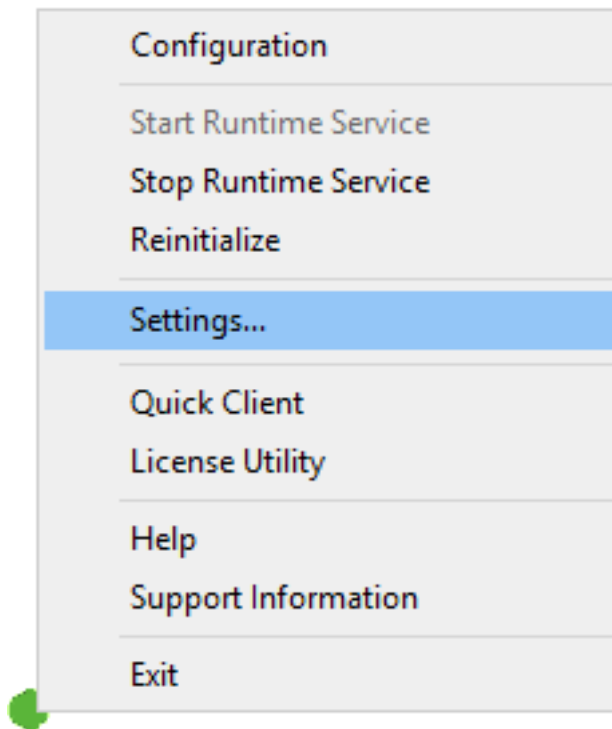 Configuration
Start Runtime Service
Stop Runtime Service
Reinitialize
Settings...
Quick Client
License Utility
Help
Support Information
Exit